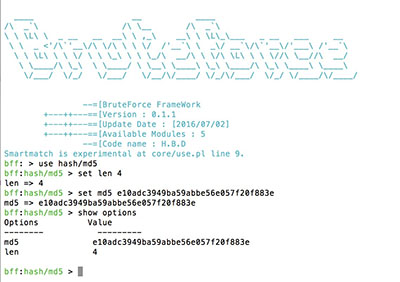 --=[BruteForce FrameWork
+---++---==[Version : 0.1.1
+---++---==[Update Date : [2016/07/02]
+---++---==[Available Modules : 5
--=[Code name : H.B.D
Smartmatch is experimental at core/use.pl line 9.
bff: > use hash/md5
bff:hash/md5 > set len 4
len => 4
bff:hash/md5 > set md5 e10adc3949ba59abbe56e057f20f883e
md5 => e10adc3949ba59abbe56e057f20f883e
bff:hash/md5 > show options
Options Value
-------- ------
md5 e10adc3949ba59abbe56e057f20f883e
len 4
bff:hash/md5 >